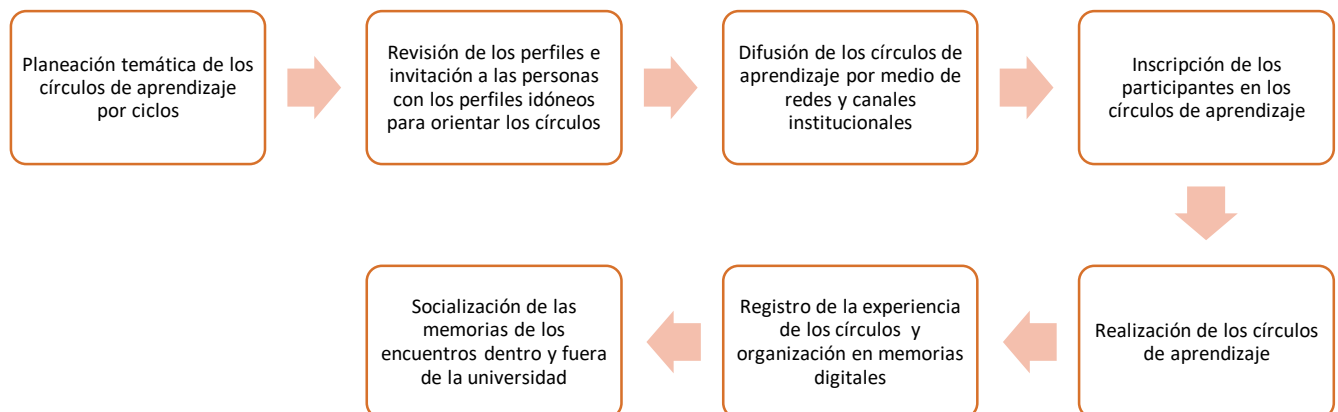 Planeación temática de los
círculos de aprendizaje
por ciclos
Revisión de los perfiles e
invitación a las personas
con los perfiles idóneos
para orientar los círculos
Difusión de los círculos de
aprendizaje por medio de
redes y canales
institucionales
Inscripción de los
participantes en los
círculos de aprendizaje
Realización de los círculos
de aprendizaje
Registro de la experiencia
de los círculos y
organización en memorias
digitales
Socialización de las
memorias de los
encuentros dentro y fuera
de la universidad